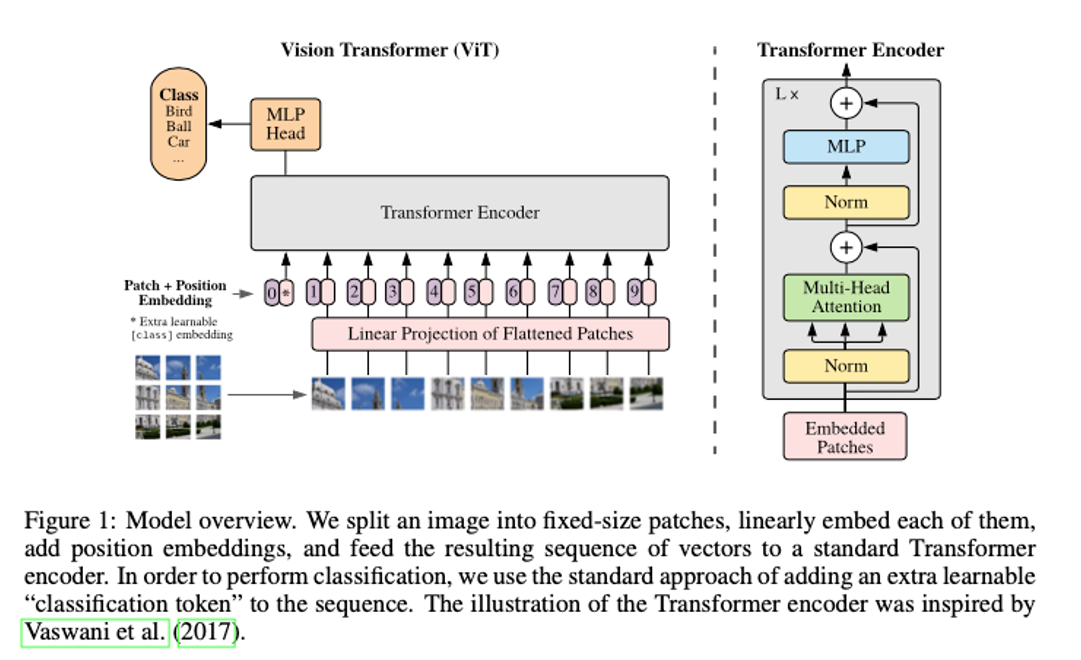 Vision Transformer (ViT)
Transformer Encoder
Class
Bird
Ball
Car
...
MLP
Head
Transformer Encoder
Patch + Position
Embedding
0 * 1 2 3 4 5 6 7 8 9
* Extra learnable
[class] embedding
Linear Projection of Flattened Patches
L x
+
MLP
Norm
+
Multi-Head
Attention
Norm
Embedded
Patches
Figure 1: Model overview. We split an image into fixed-size patches, linearly embed each of them,
add position embeddings, and feed the resulting sequence of vectors to a standard Transformer
encoder. In order to perform classification, we use the standard approach of adding an extra learnable
“classification token” to the sequence. The illustration of the Transformer encoder was inspired by
Vaswani et al. (2017).